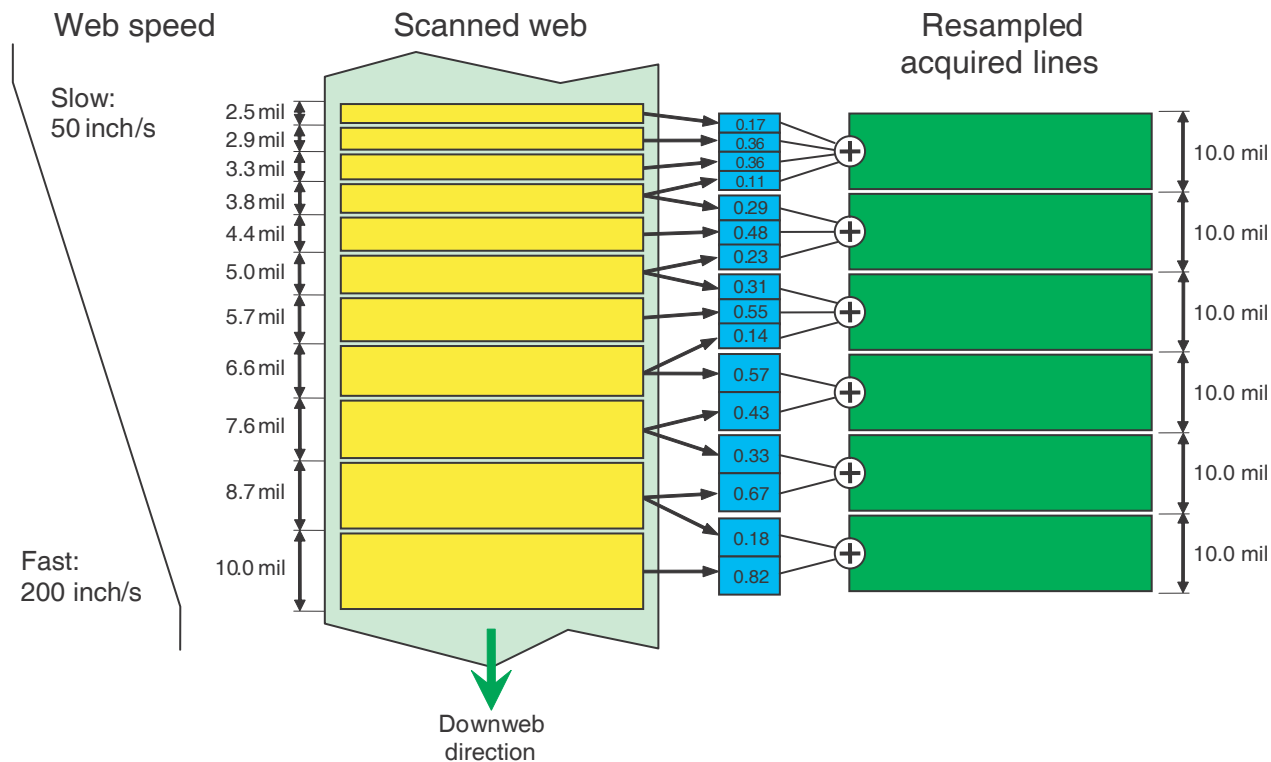 Web speed
Scanned web
Resampled
acquired lines
Slow:
50 inch/s
2.5 mil
2.9 mil
3.3 mil
3.8 mil
4.4 mil
5.0 mil
5.7 mil
6.6 mil
7.6 mil
8.7 mil
10.0 mil
Fast:
200 inch/s
0.17
0.36
0.36
0.11
0.29
0.48
0.23
0.31
0.55
0.14
0.57
0.43
0.33
0.67
0.18
0.82
+
+
+
+
+
+
10.0 mil
10.0 mil
10.0 mil
10.0 mil
10.0 mil
10.0 mil
Downweb
direction